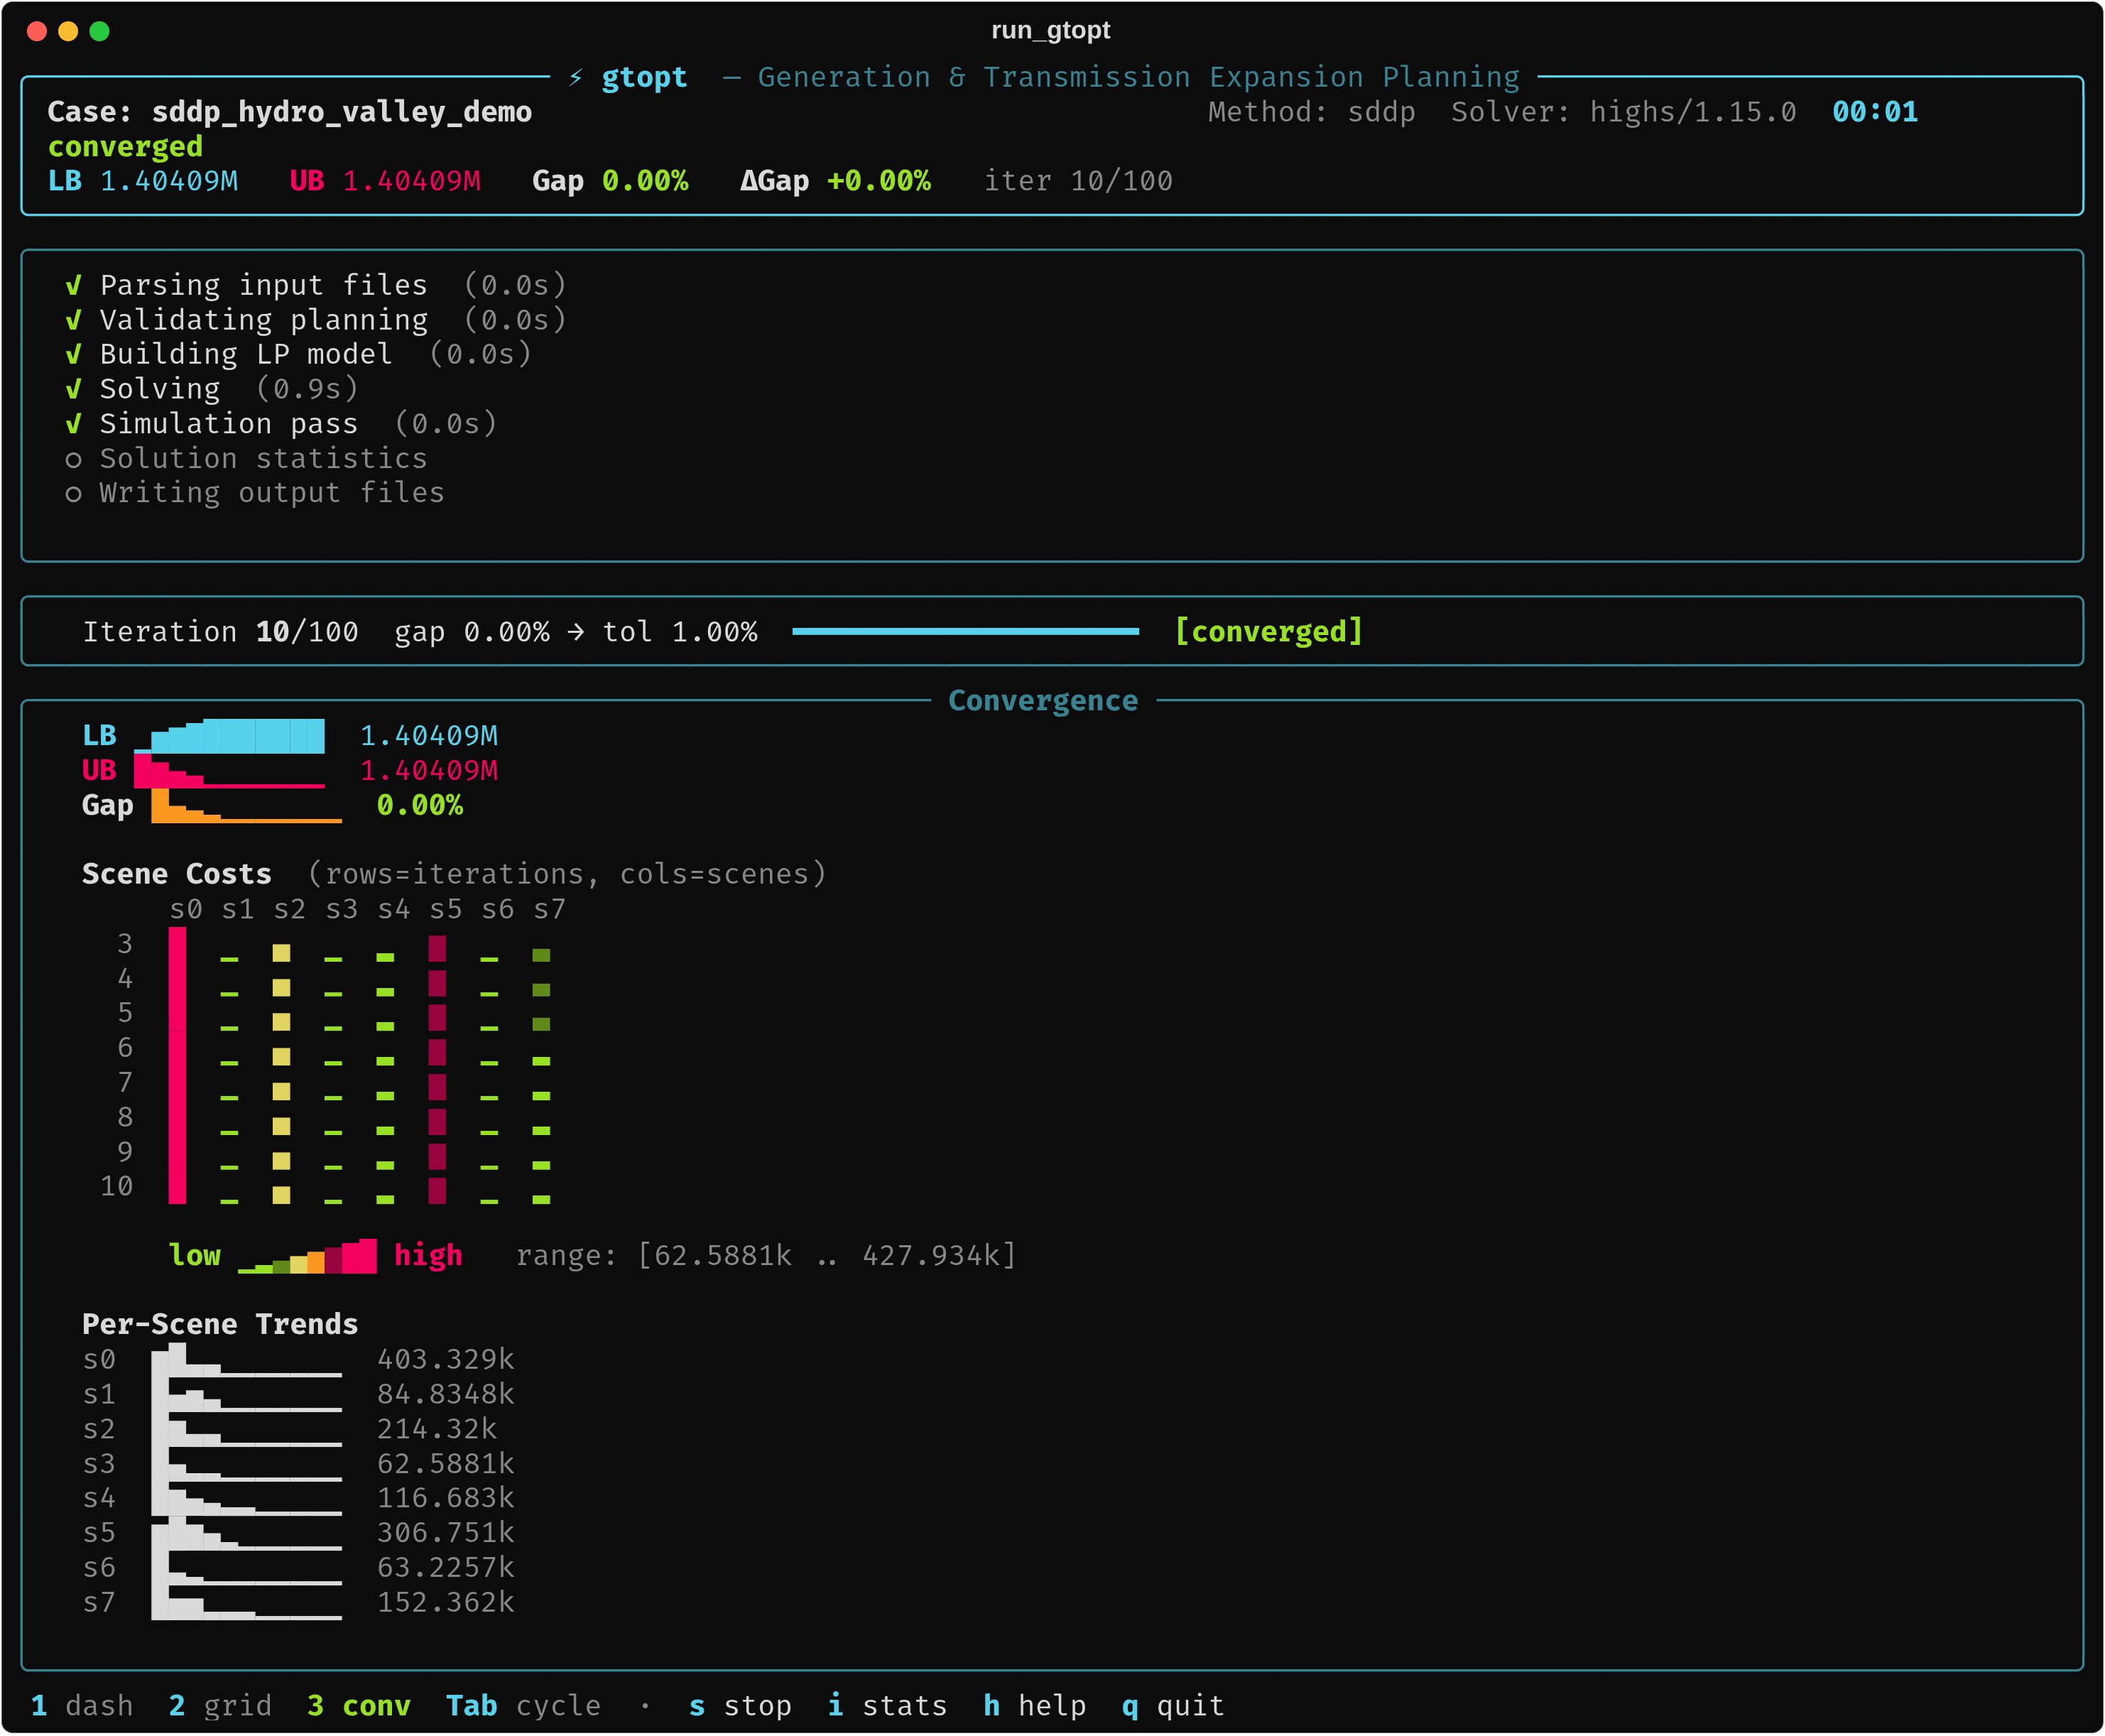 run_gtopt
⚡ gtopt — Generation & Transmission Expansion Planning
Case: sddp_hydro_valley_demo Method: sddp Solver: highs/1.15.0 00:01
converged
LB 1.40409M UB 1.40409M Gap 0.00% ΔGap +0.00% iter 10/100
✓ Parsing input files (0.0s)
✓ Validating planning (0.0s)
✓ Building LP model (0.0s)
✓ Solving (0.9s)
✓ Simulation pass (0.0s)
○ Solution statistics
○ Writing output files
Iteration 10/100 gap 0.00% → tol 1.00% [converged]
Convergence
LB 1.40409M
UB 1.40409M
Gap 0.00%
Scene Costs (rows=iterations, cols=scenes)
s0 s1 s2 s3 s4 s5 s6 s7
3
4
5
6
7
8
9
10
low high range: [62.5881k .. 427.934k]
Per-Scene Trends
s0 403.329k
s1 84.8348k
s2 214.32k
s3 62.5881k
s4 116.683k
s5 306.751k
s6 63.2257k
s7 152.362k
1 dash 2 grid 3 conv Tab cycle · s stop i stats h help q quit